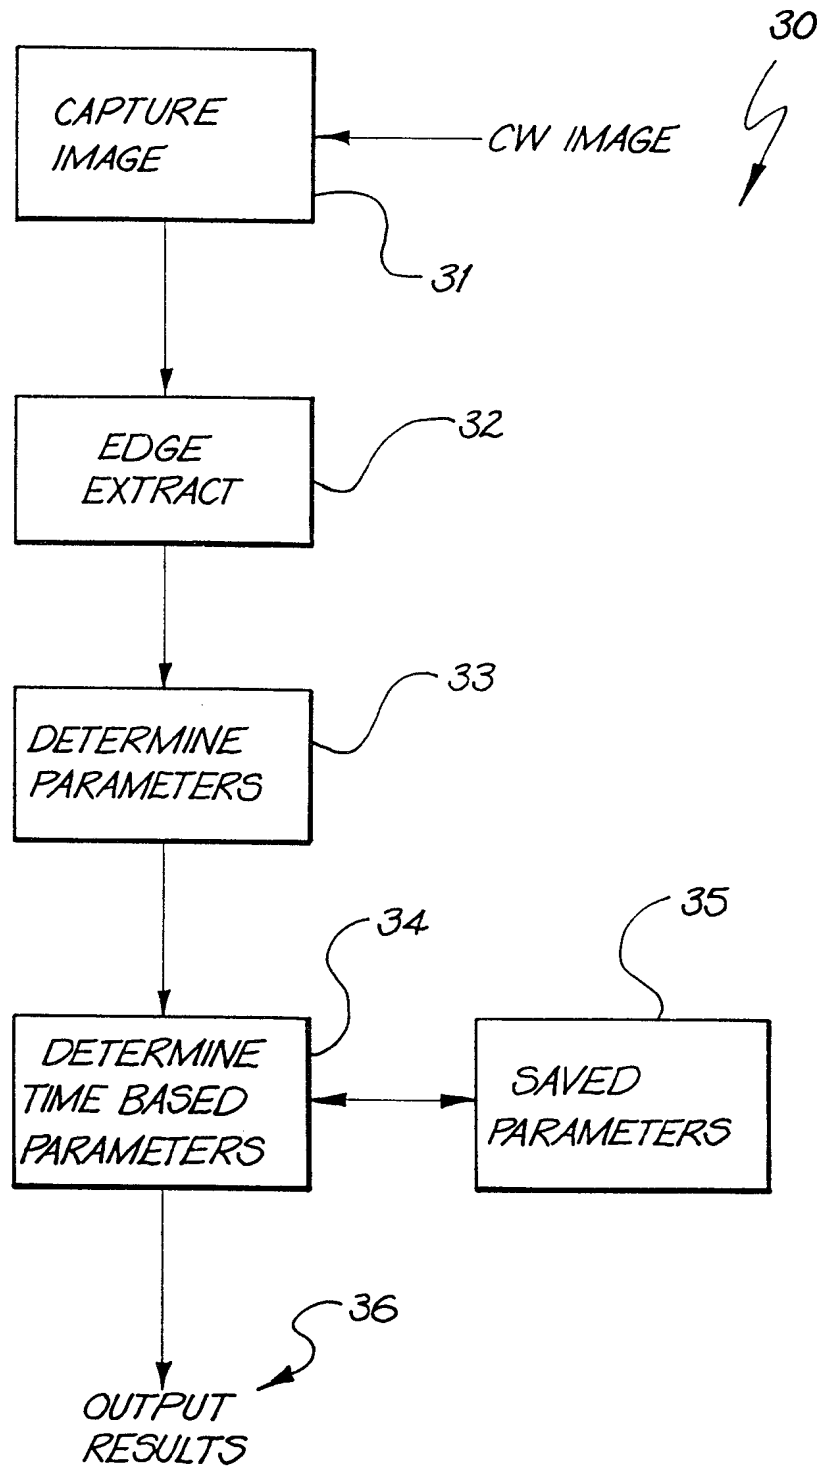 30
CAPTURE
IMAGE
CW IMAGE
31
EDGE
EXTRACT
32
DETERMINE
PARAMETERS
33
DETERMINE
TIME BASED
PARAMETERS
34
SAVED
PARAMETERS
35
OUTPUT
RESULTS
36